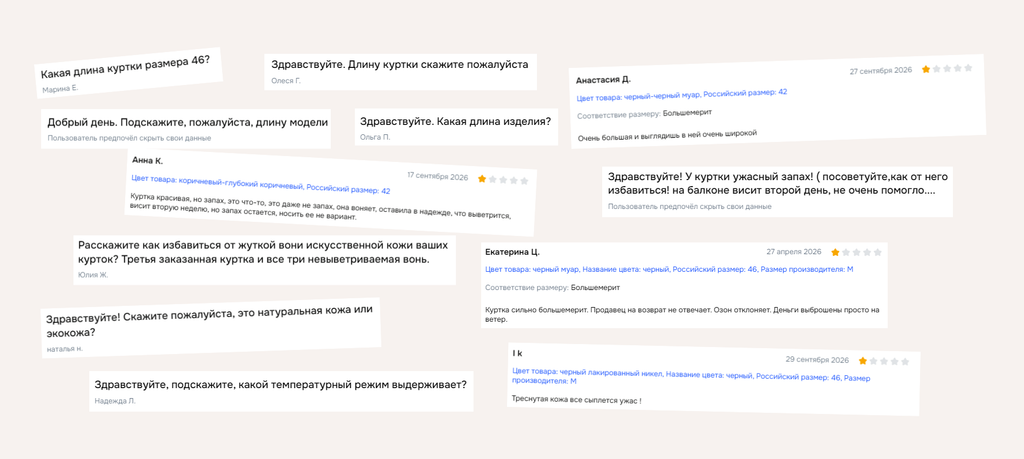 Какая длина куртки размера 46?
Марина Е.
Здравствуйте. Длину куртки скажите пожалуйста
Олеся Г.
Анастасия Д.
27 сентября 2026
Цвет товара: черный-черный муар, Российский размер: 42
Соответствие размеру: Большемерит
Очень большая и выглядишь в ней очень широкой
Добрый день. Подскажите, пожалуйста, длину модели
Пользователь предпочёл скрыть свои данные
Здравствуйте. Какая длина изделия?
Ольга П.
Анна К.
17 сентября 2026
Цвет товара: коричневый-глубокий коричневый, Российский размер: 42
Куртка красивая, но запах, это что-то, это даже не запах, она воняет, оставила в надежде, что выветрится,
висит вторую неделю, но запах остается, носить ее не вариант.
Здравствуйте! У куртки ужасный запах! ( посоветуйте,как от него
избавиться! на балконе висит второй день, не очень помогло....
Пользователь предпочёл скрыть свои данные
Расскажите как избавиться от жуткой вони искусственной кожи ваших
курток? Третья заказанная куртка и все три невыветриваемая вонь.
Юлия Ж.
Екатерина Ц.
27 апреля 2026
Цвет товара: черный муар, Название цвета: черный, Российский размер: 46, Размер производителя: M
Соответствие размеру: Большемерит
Куртка сильно большемерит. Продавец на возврат не отвечает. Озон отклоняет. Деньги выброшены просто на
ветер.
Здравствуйте! Скажите пожалуйста, это натуральная кожа или
экокожа?
наталья н.
I k
29 сентября 2026
Цвет товара: черный лакированный никел, Название цвета: черный, Российский размер: 46, Размер
производителя: M
Треснутая кожа все сыплется ужас !
Здравствуйте, подскажите, какой температурный режим выдерживает?
Надежда Л.